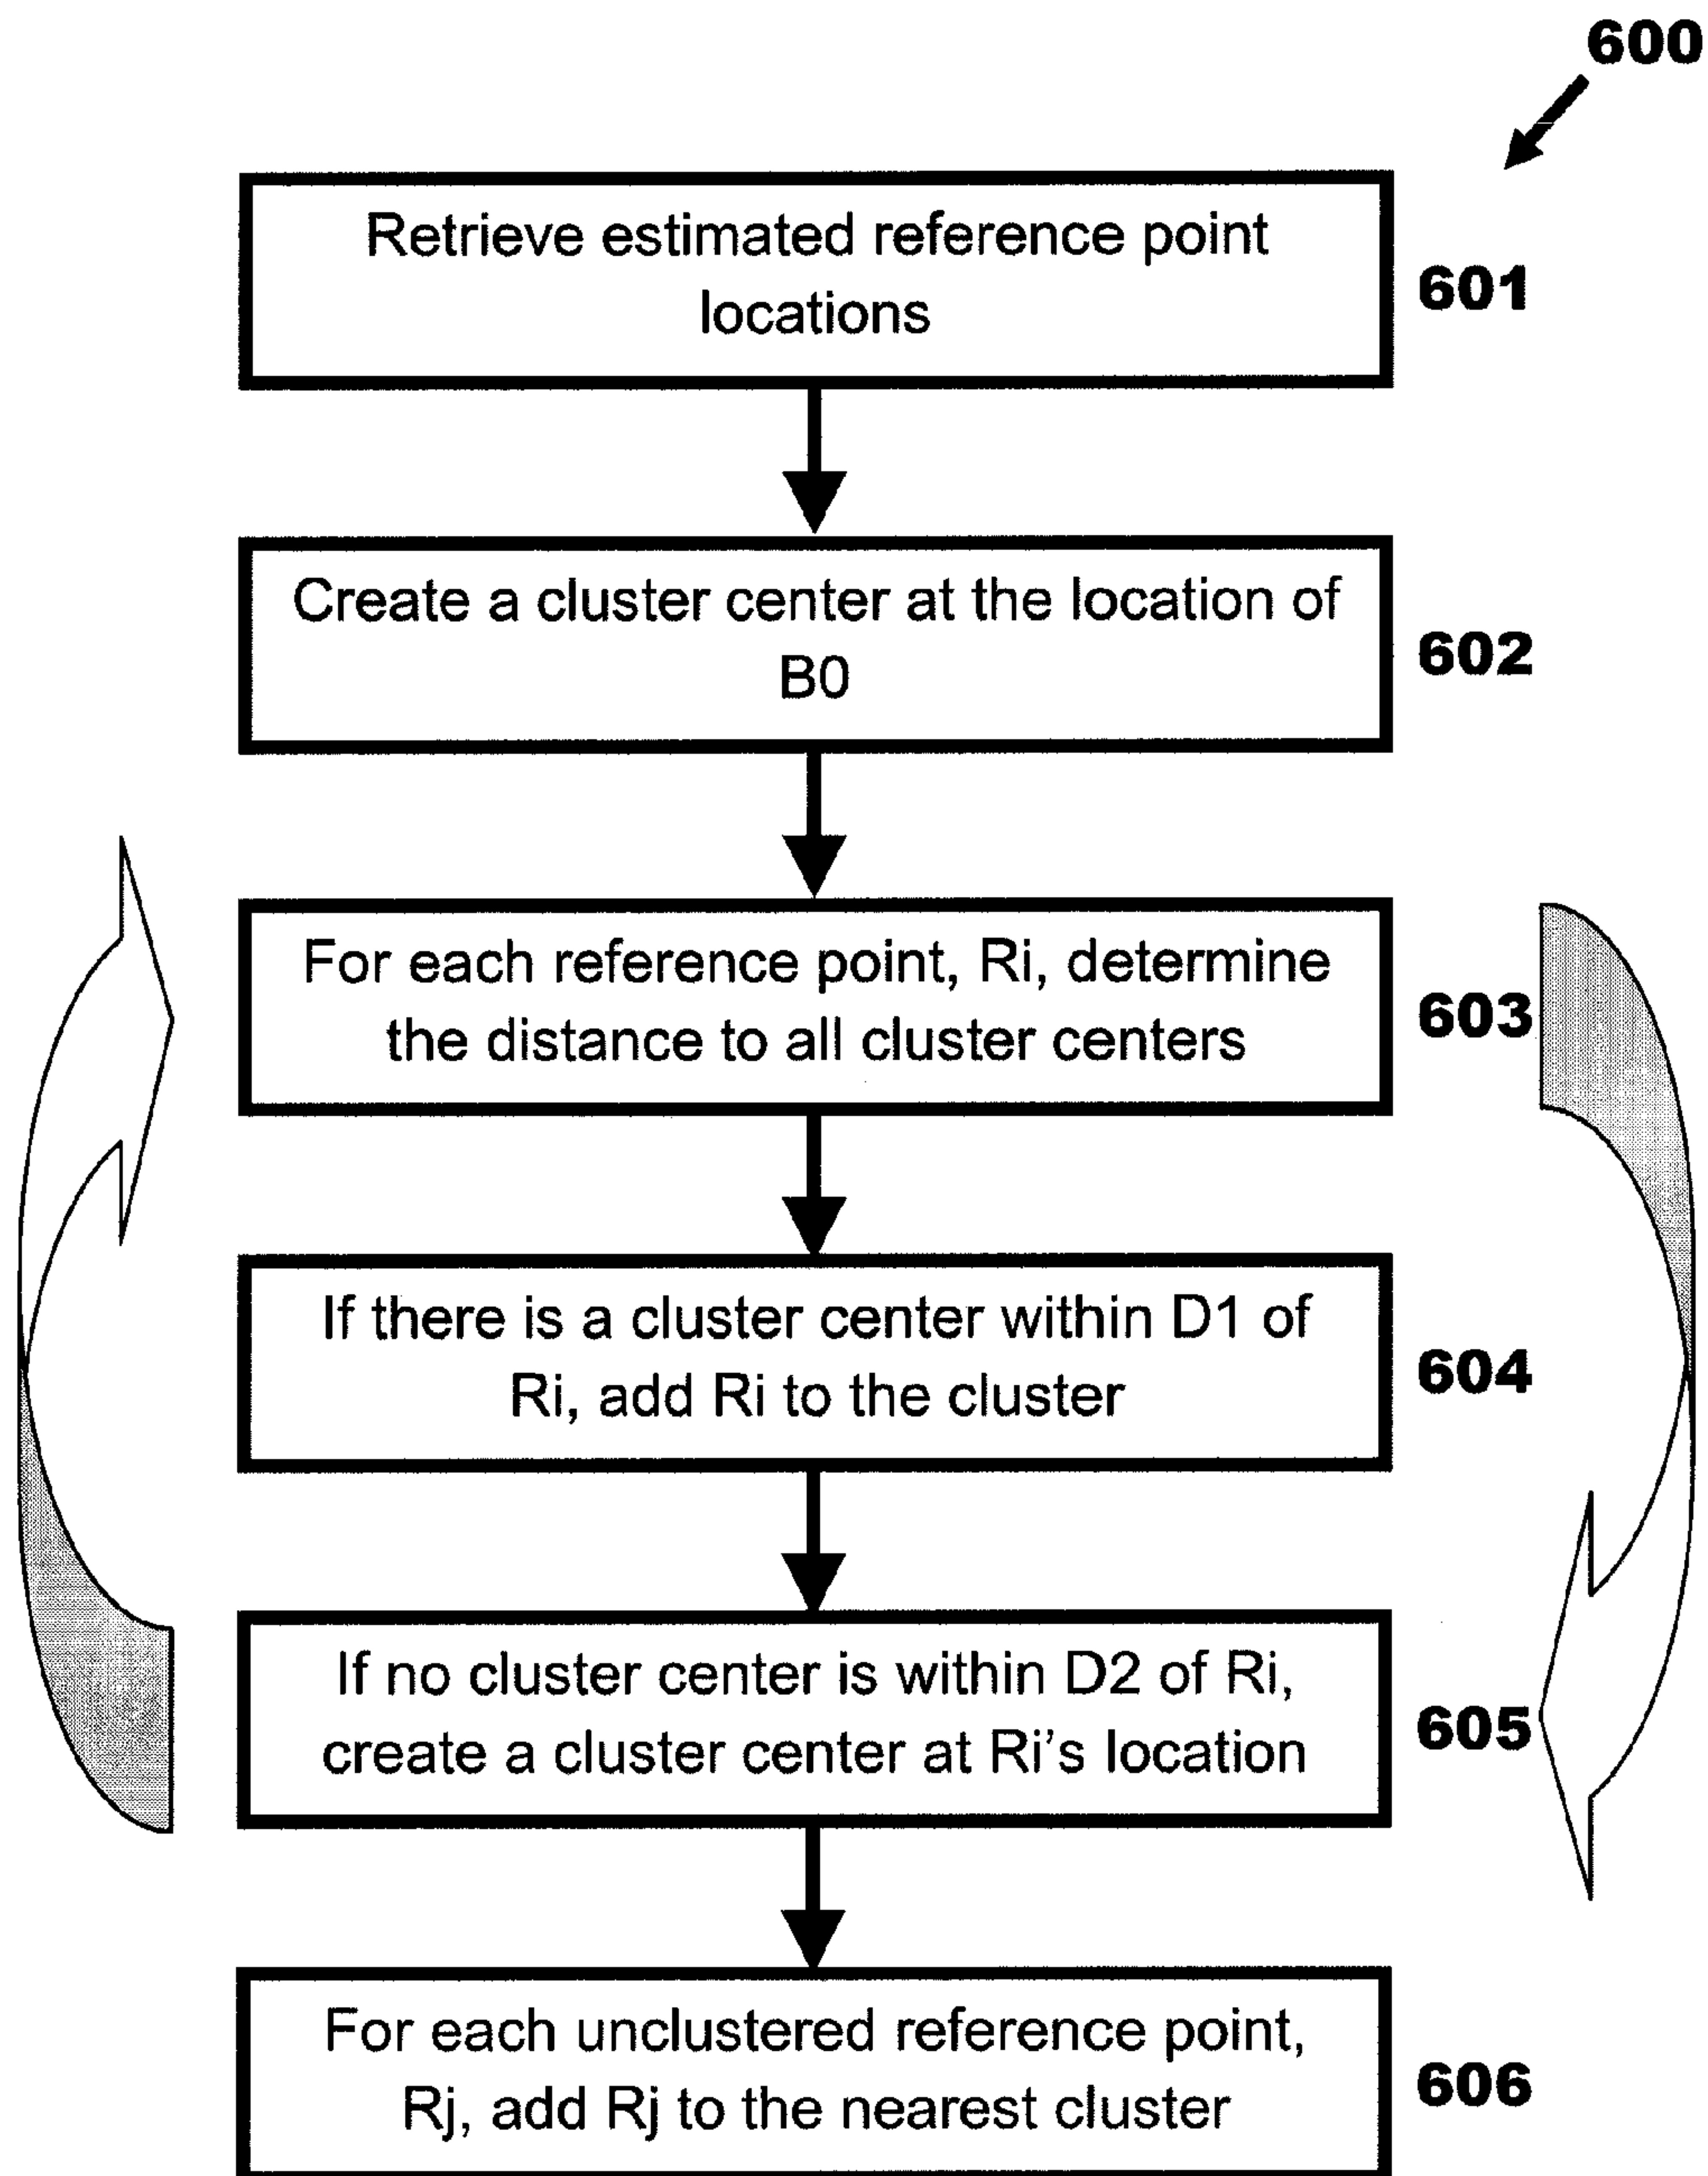 600
Retrieve estimated reference point
locations
601
Create a cluster center at the location of
B0
602
For each reference point, Ri, determine
the distance to all cluster centers
603
If there is a cluster center within D1 of
Ri, add Ri to the cluster
604
If no cluster center is within D2 of Ri,
create a cluster center at Ri's location
605
For each unclustered reference point,
Rj, add Rj to the nearest cluster
606